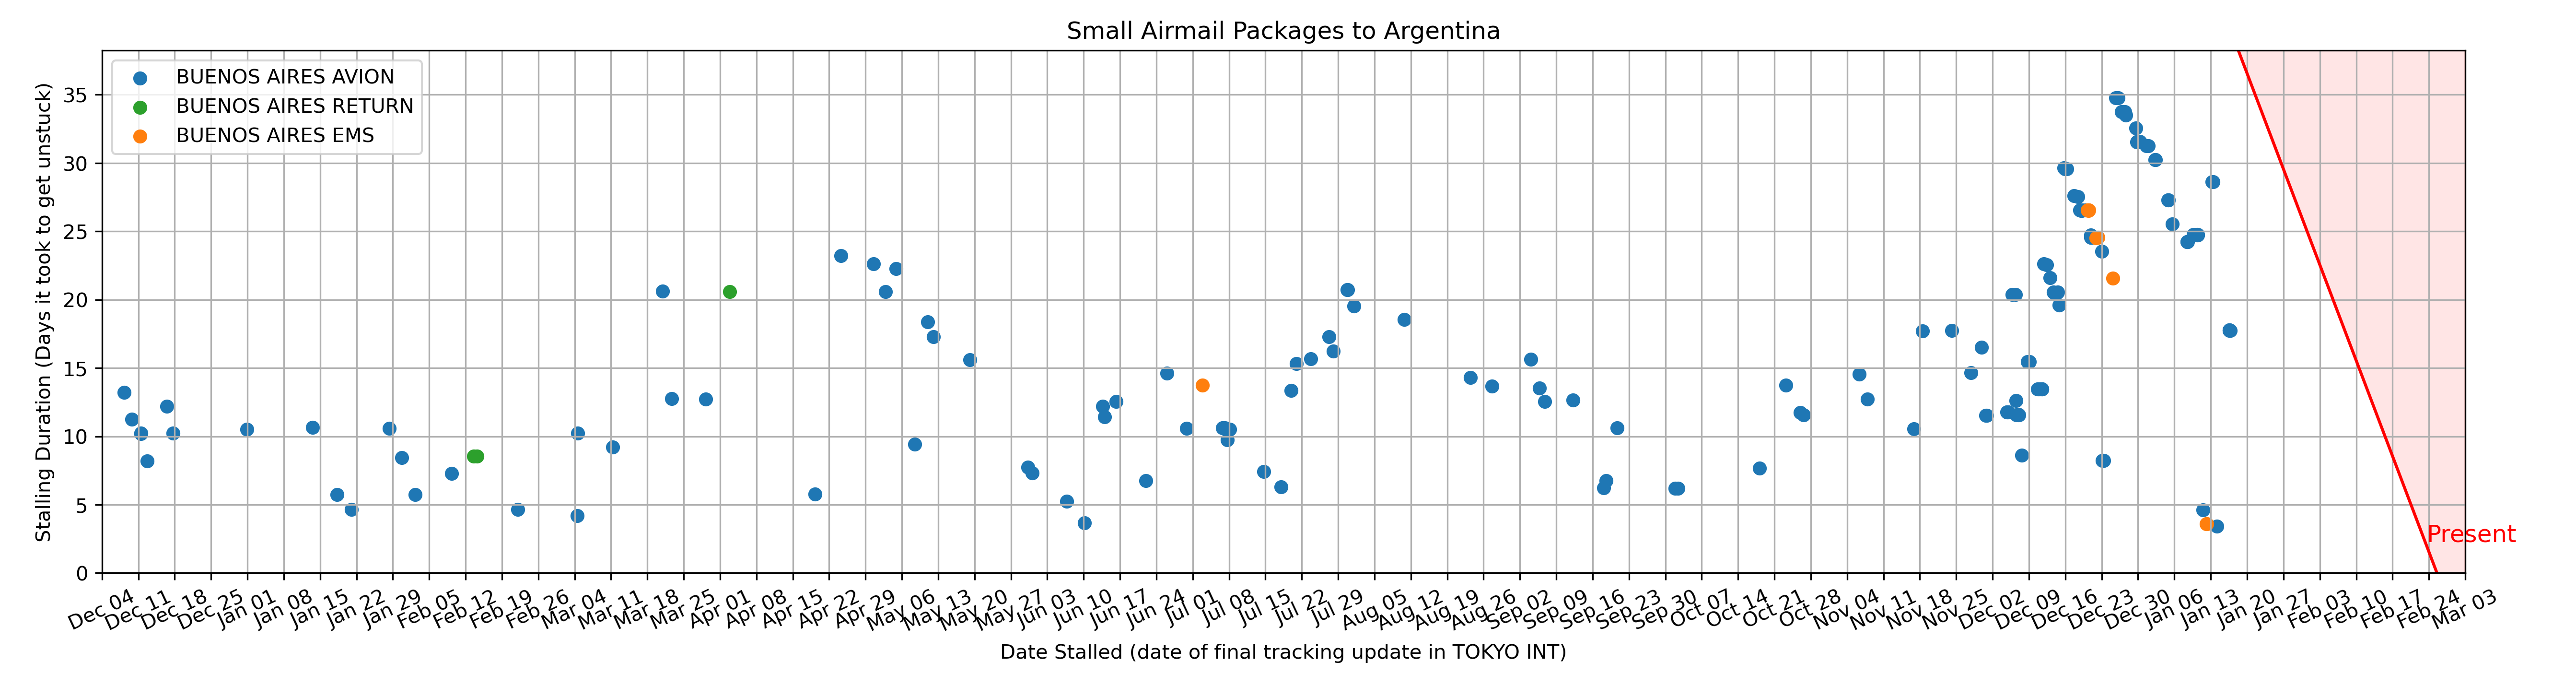 Small Airmail Packages to Argentina
BUENOS AIRES AVION
BUENOS AIRES RETURN
BUENOS AIRES EMS
Stalling Duration (Days it took to get unstuck)
35
30
25
20
15
10
5
0
Present
Dec 04
Dec 11
Dec 18
Dec 25
Jan 01
Jan 08
Jan 15
Jan 22
Jan 29
Feb 05
Feb 12
Feb 19
Feb 26
Mar 04
Mar 11
Mar 18
Mar 25
Apr 01
Apr 08
Apr 15
Apr 22
Apr 29
May 06
May 13
May 20
May 27
Jun 03
Jun 10
Jun 17
Jun 24
Jul 01
Jul 08
Jul 15
Jul 22
Jul 29
Aug 05
Aug 12
Aug 19
Aug 26
Sep 02
Sep 09
Sep 16
Sep 23
Sep 30
Oct 07
Oct 14
Oct 21
Oct 28
Nov 04
Nov 11
Nov 18
Nov 25
Dec 02
Dec 09
Dec 16
Dec 23
Dec 30
Jan 06
Jan 13
Jan 20
Jan 27
Feb 03
Feb 10
Feb 17
Feb 24
Mar 03
Date Stalled (date of final tracking update in TOKYO INT)